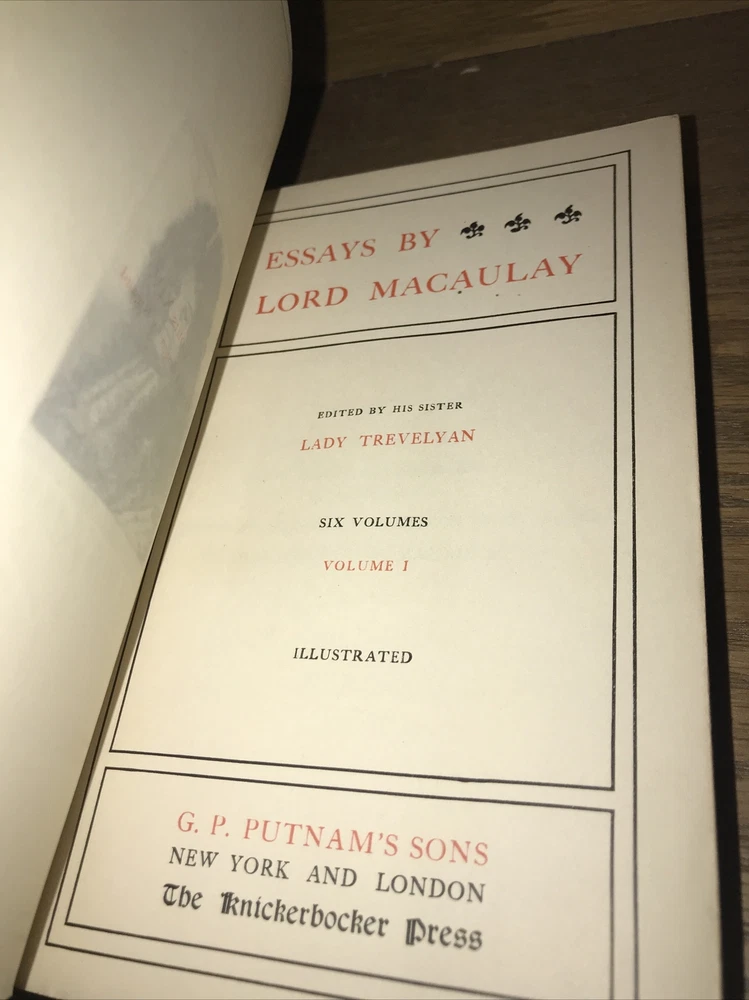 ESSAYS BY
LORD MACAULAY
EDITED BY HIS SISTER
LADY TREVELYAN
SIX VOLUMES
VOLUME I
ILLUSTRATED
G. P. PUTNAM'S SONS
NEW YORK AND LONDON
The Knickerbocker Press